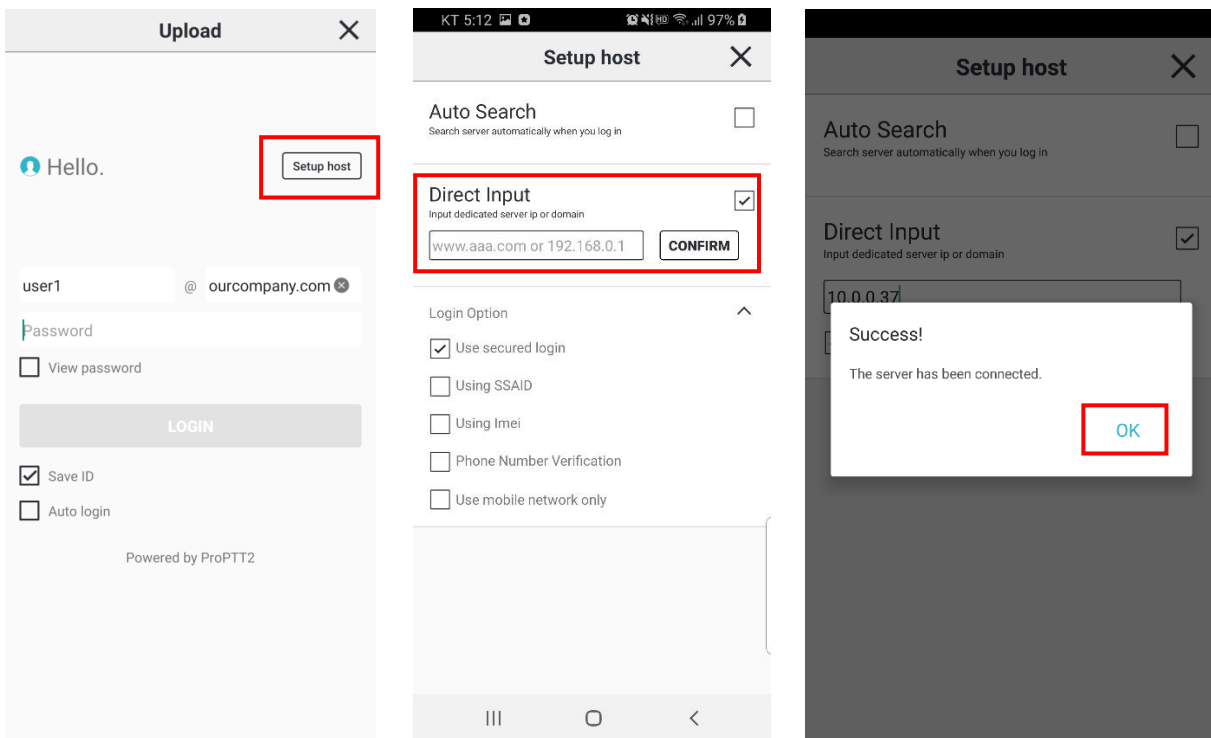 Upload
Hello.
Setup host
user1 @ ourcompany.com
Password
View password
LOGIN
Save ID
Auto login
Powered by ProPTT2
KT 5:12 HD 97%
Setup host
Auto Search
Search server automatically when you log in
Direct Input
Input dedicated server ip or domain
www.aaa.com or 192.168.0.1 CONFIRM
Login Option
Use secured login
Using SSAID
Using Imei
Phone Number Verification
Use mobile network only
Setup host
Auto Search
Search server automatically when you log in
Direct Input
Input dedicated server ip or domain
10.0.0.37
Success!
The server has been connected.
OK